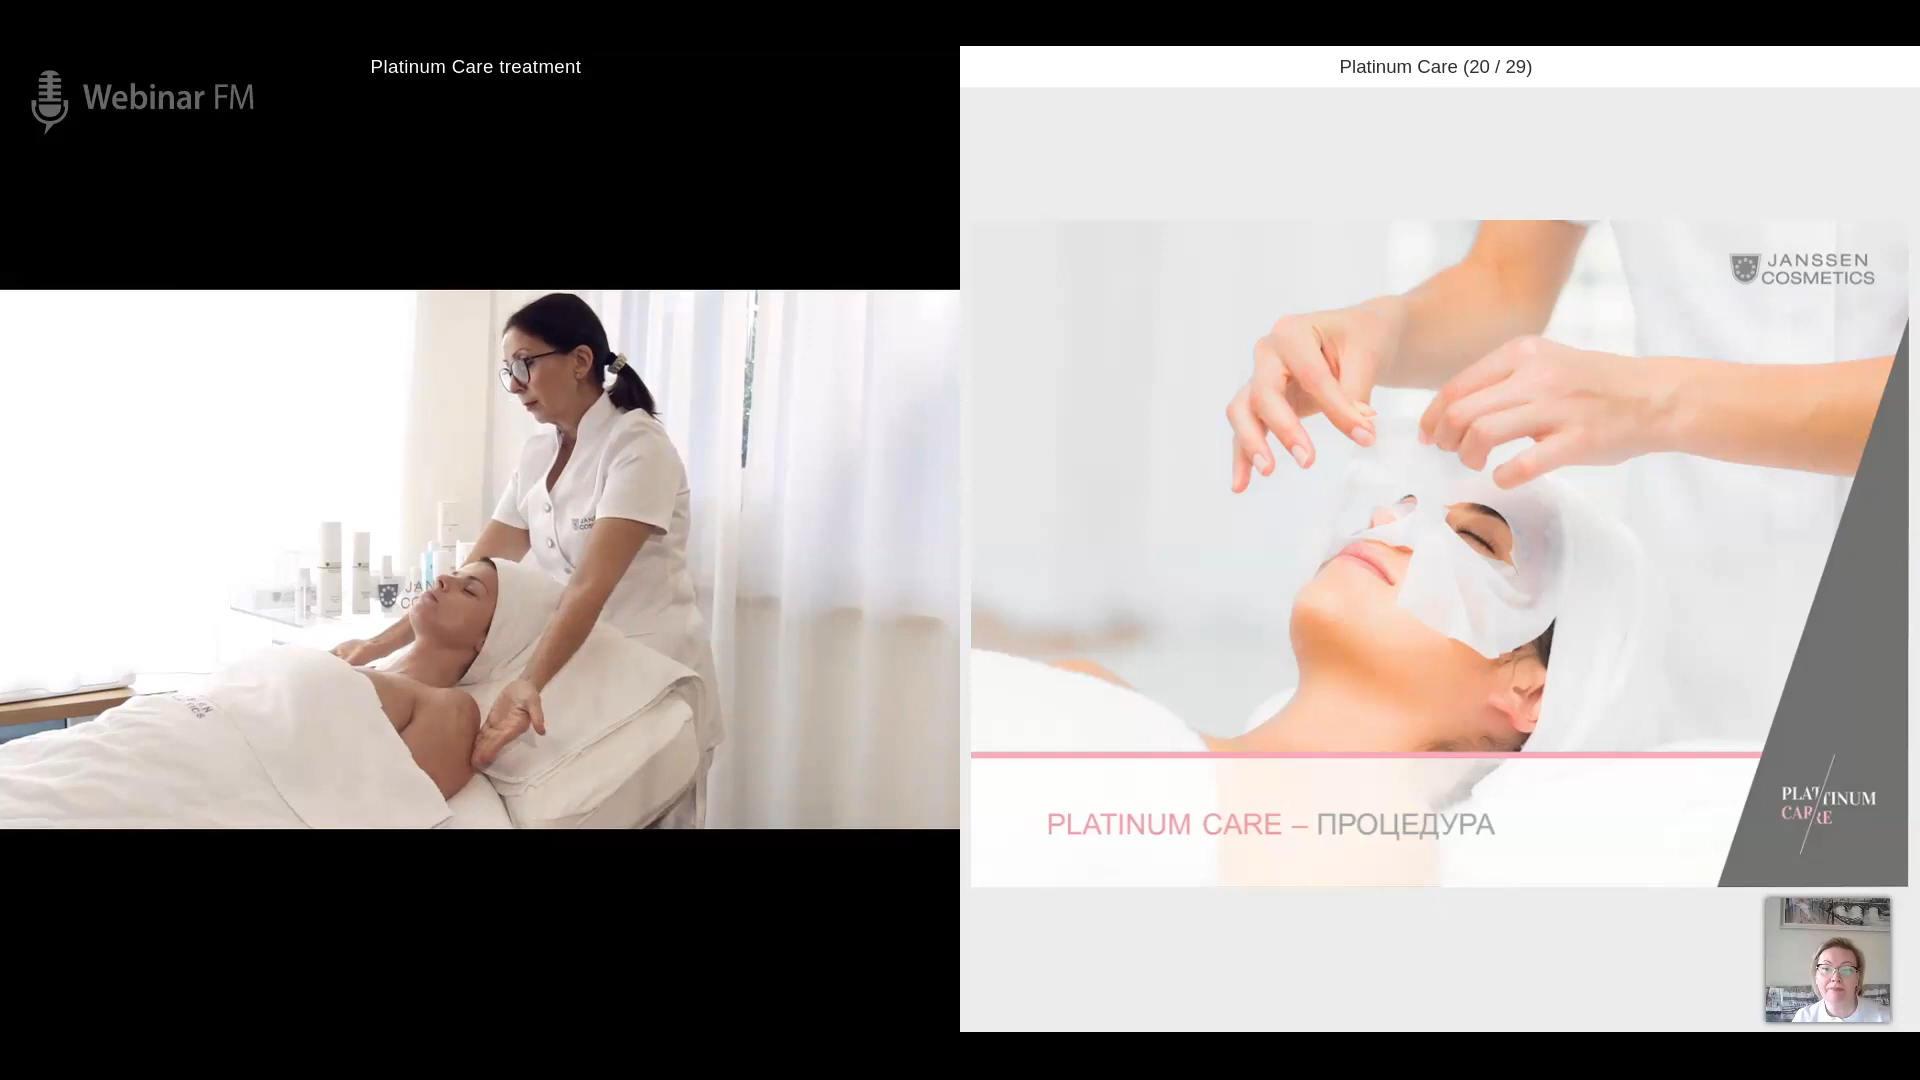 Webinar FM
Platinum Care treatment
Platinum Care (20 / 29)
JANSSEN
COSMETICS
PLATINUM CARE – ПРОЦЕДУРА
PLATINUM
CARE